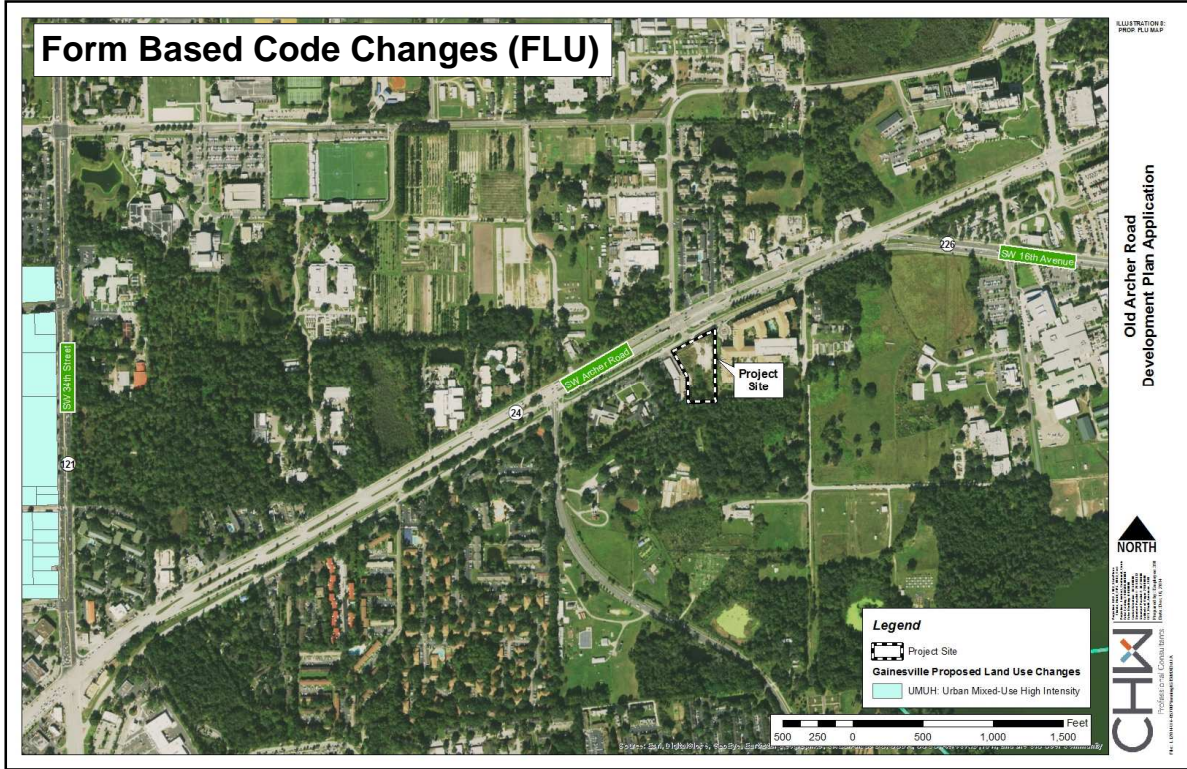 Form Based Code Changes (FLU)
ILLUSTRATION 8:
PROP. FLU MAP
Old Archer Road
Development Plan Application
226
SW 16th Avenue
SW Archer Road
Project
Site
SW 34th Street
24
121
NORTH
Legend
Project Site
Gainesville Proposed Land Use Changes
UMUH: Urban Mixed-Use High Intensity
Feet
500 250 0 500 1,000 1,500
CHW
Professional Consultants